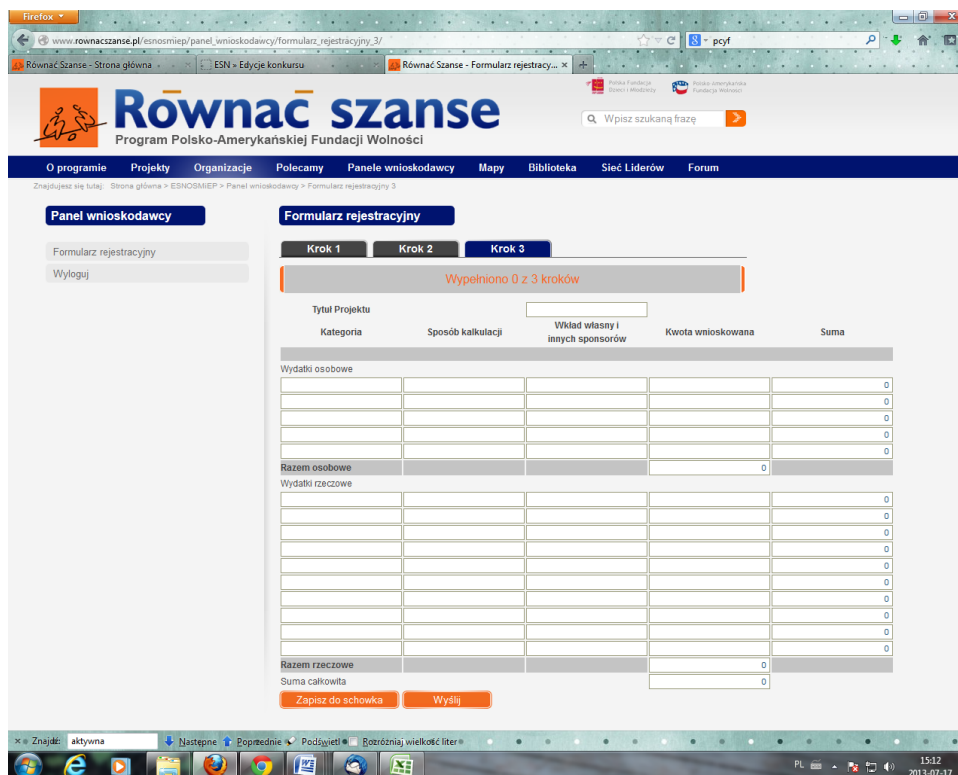 Firefox
www.rownacszanse.pl/esnosmiep/panel_wnioskodawcy/formularz_rejestracyjny_3/
pcyf
Równać Szanse - Strona główna
ESN » Edycje konkursu
Równać Szanse - Formularz rejestracy...
Polska Fundacja Dzieci i Młodzieży
Polsko-Amerykańska Fundacja Wolności
Równać szanse
Program Polsko-Amerykańskiej Fundacji Wolności
Wpisz szukaną frazę
O programie Projekty Organizacje Polecamy Panele wnioskodawcy Mapy Biblioteka Sieć Liderów Forum
Znajdujesz się tutaj: Strona główna > ESNOSMiEP > Panel wnioskodawcy > Formularz rejestracyjny 3
Panel wnioskodawcy
Formularz rejestracyjny
Wyloguj
Formularz rejestracyjny
Krok 1 Krok 2 Krok 3
Wypełniono 0 z 3 kroków
Tytuł Projektu
Kategoria Sposób kalkulacji Wkład własny i innych sponsorów Kwota wnioskowana Suma
Wydatki osobowe
0
0
0
0
0
Razem osobowe 0
Wydatki rzeczowe
0
0
0
0
0
0
0
0
0
0
Razem rzeczowe 0
Suma całkowita 0
Zapisz do schowka Wyślij
Znajdź: aktywna Następne Poprzednie Podświetl Rozróżniaj wielkość liter
PL 15:12
2013-07-17